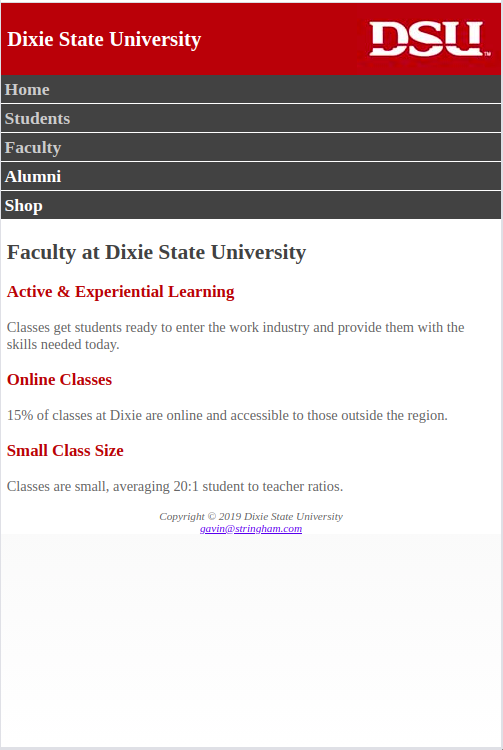 Dixie State University
DSU™
Home
Students
Faculty
Alumni
Shop
Faculty at Dixie State University
Active & Experiential Learning
Classes get students ready to enter the work industry and provide them with the
skills needed today.
Online Classes
15% of classes at Dixie are online and accessible to those outside the region.
Small Class Size
Classes are small, averaging 20:1 student to teacher ratios.
Copyright © 2019 Dixie State University
gavin@stringham.com